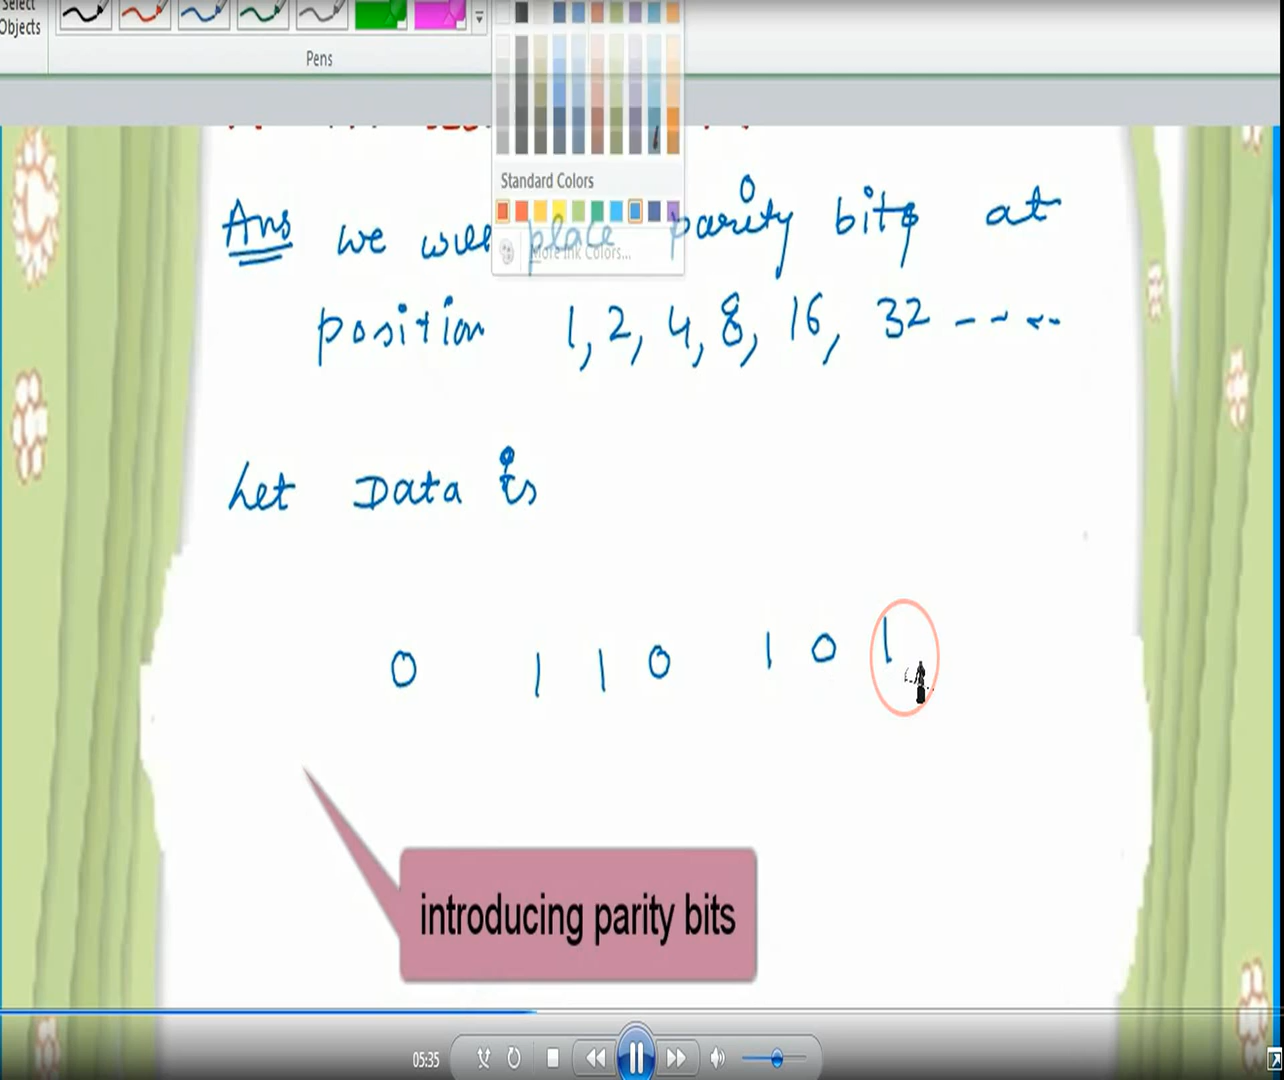 Select
Objects
Pens
Standard Colors
More Ink Colors...
Ans we will place parity bits at
position 1, 2, 4, 8, 16, 32 -----
Let Data is
0 1 1 0 1 0 1
introducing parity bits
05:35